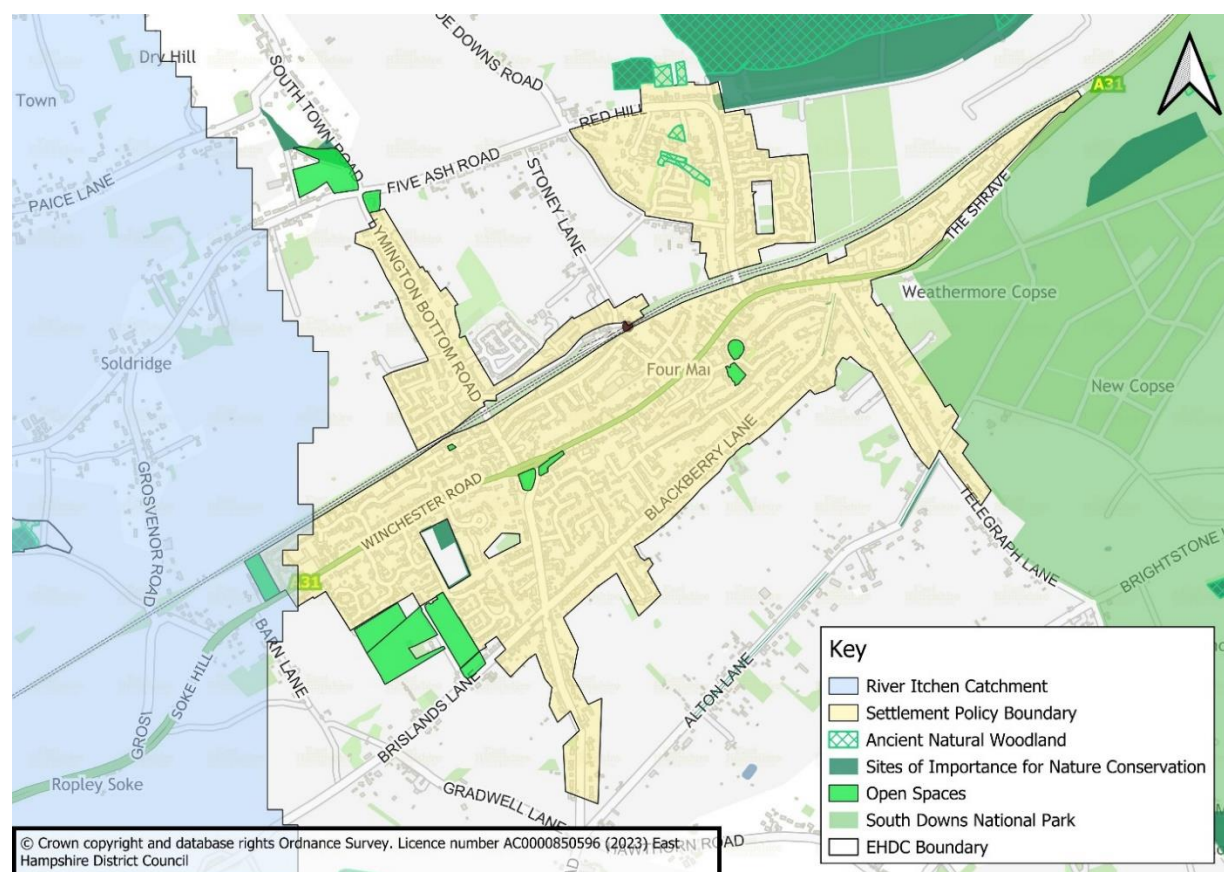 OE DOWNS ROAD
Dry Hill
SOUTH TOWN ROAD
A31
Town
RED HILL
FIVE ASH ROAD
STONEY LANE
PAICE LANE
THE SHRAVE
LYMINGTON BOTTOM ROAD
Weathermore Copse
Soldridge
Four Mar
New Copse
GROSVENOR ROAD
BLACKBERRY LANE
WINCHESTER ROAD
TELEGRAPH LANE
BRIGHTSTONE
A31
BARN LANE
SOKE HILL
GROSI
ALTON LANE
BRISLANDS LANE
Ropley Soke
GRADWELL LANE
HAWTHORN ROAD
AD
Key
River Itchen Catchment
Settlement Policy Boundary
Ancient Natural Woodland
Sites of Importance for Nature Conservation
Open Spaces
South Downs National Park
EHDC Boundary
© Crown copyright and database rights Ordnance Survey. Licence number AC0000850596 (2023) East
Hampshire District Council